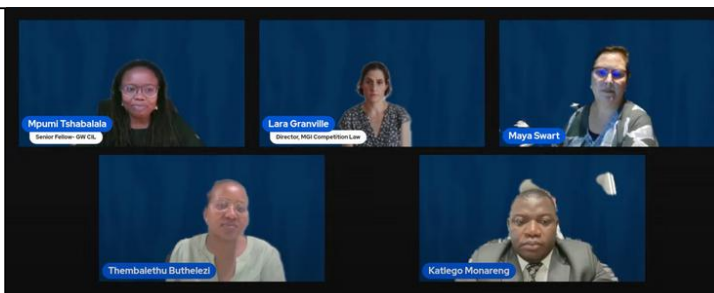 Mpumi Tshabalala
Senior Fellow- GW CIL
Lara Granville
Director, MGI Competition Law
Maya Swart
Thembalethu Buthelezi
Katlego Monareng